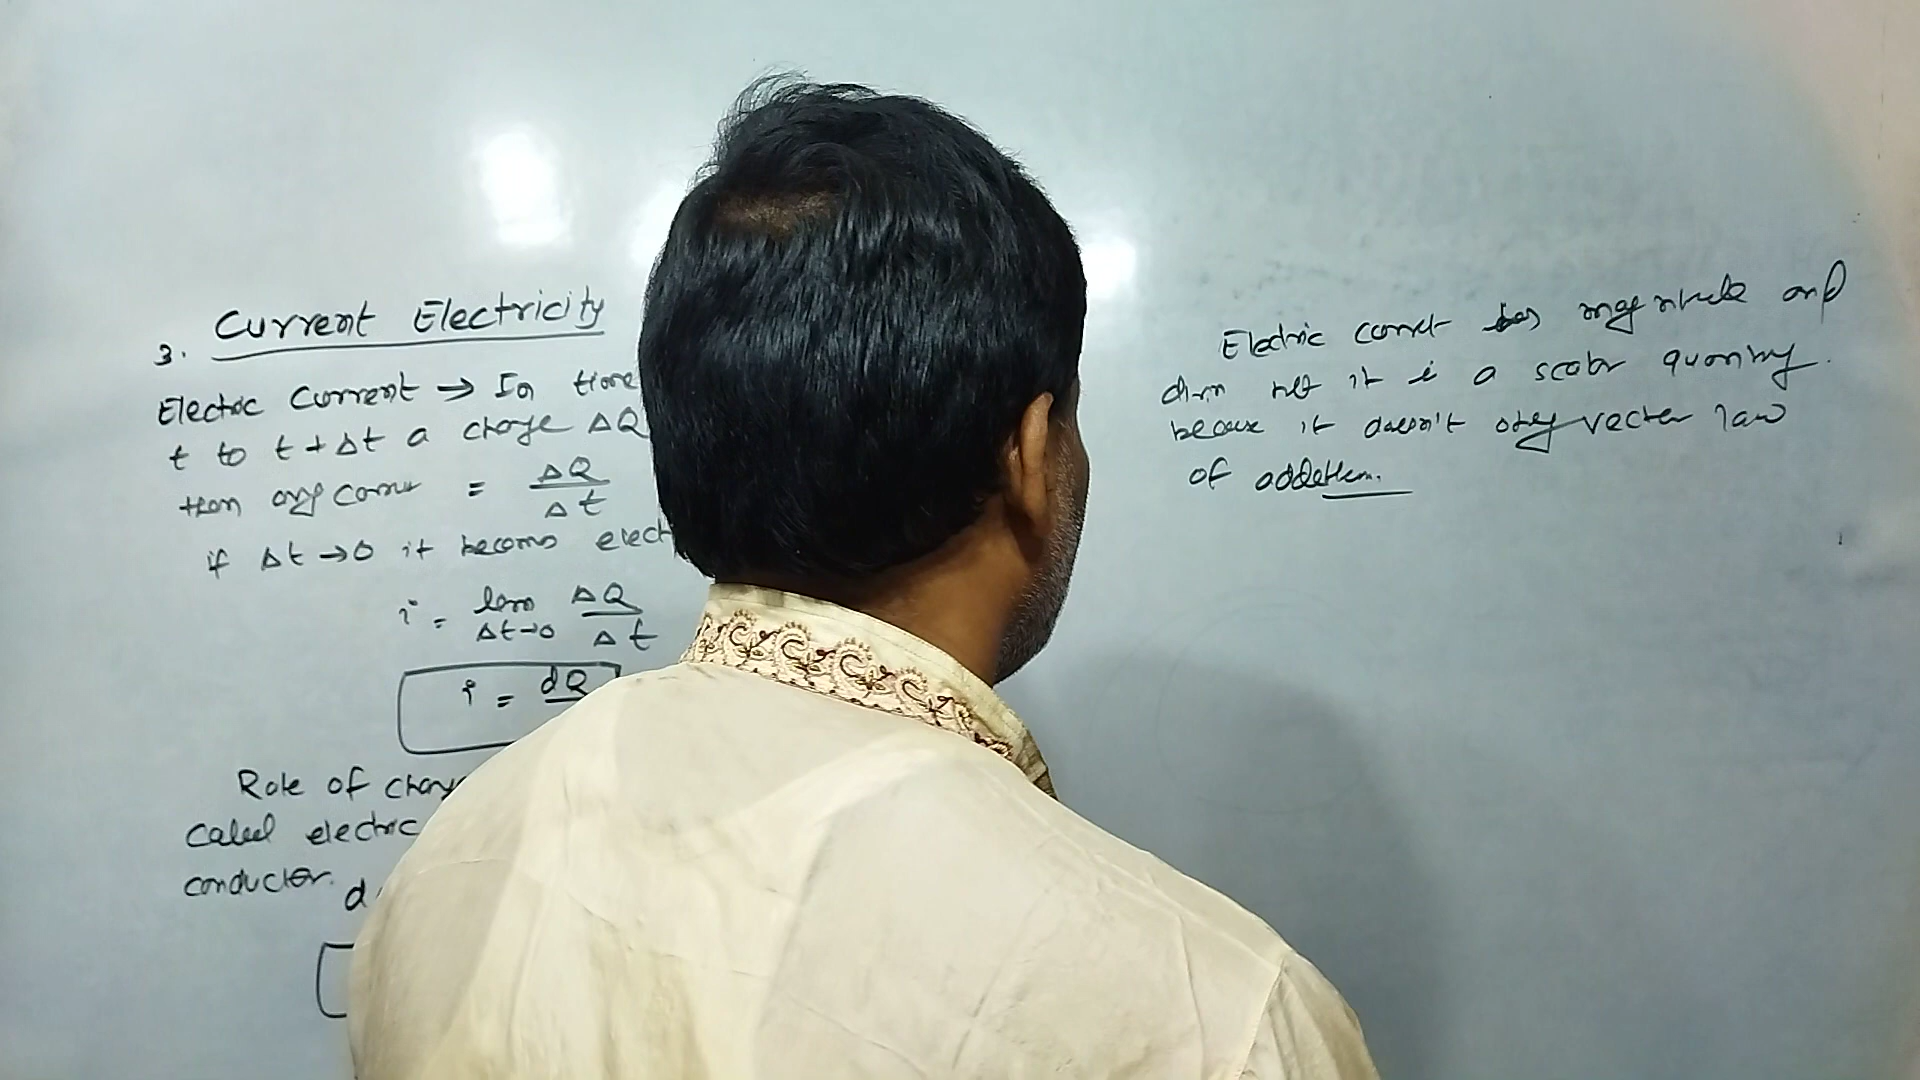 3. Current Electricity
Electric Current → In time
t to t + Δt a charge ΔQ
then avg current = ΔQ/Δt
if Δt → 0 it becomes elect
i = lim Δt→0 ΔQ/Δt
i = dQ
Rate of charge
called electric
conductor.
d
Electric current has magnitude and
dirn but it is a scalar quantity.
because it doesn't obey vector law
of addition.